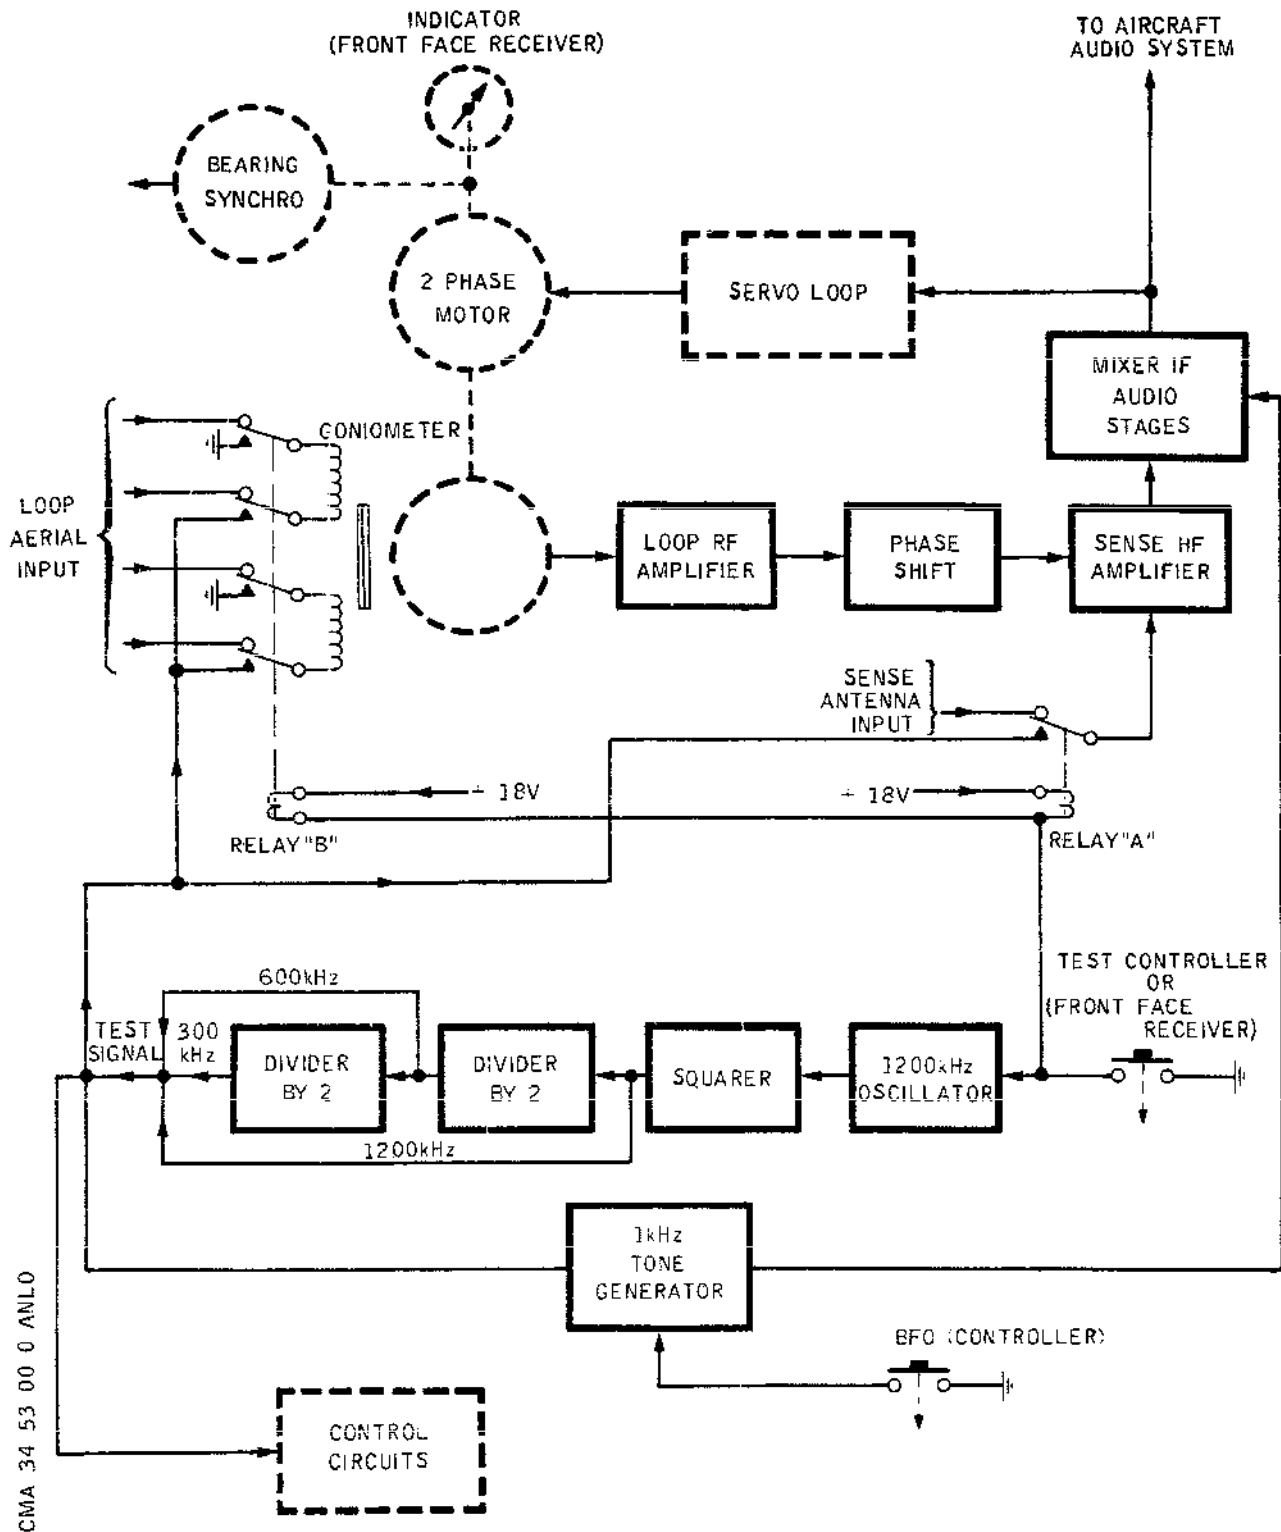 INDICATOR
(FRONT FACE RECEIVER)
TO AIRCRAFT
AUDIO SYSTEM
BEARING
SYNCHRO
2 PHASE
MOTOR
SERVO LOOP
MIXER IF
AUDIO
STAGES
GONIOMETER
LOOP
AERIAL
INPUT
LOOP RF
AMPLIFIER
PHASE
SHIFT
SENSE HF
AMPLIFIER
SENSE
ANTENNA
INPUT
+ 18V
+ 18V
RELAY"B"
RELAY"A"
600kHz
TEST CONTROLLER
OR
(FRONT FACE
RECEIVER)
TEST
SIGNAL
300
kHz
DIVIDER
BY 2
DIVIDER
BY 2
SQUARER
1200kHz
OSCILLATOR
1200kHz
1kHz
TONE
GENERATOR
BFO (CONTROLLER)
CONTROL
CIRCUITS
CMA 34 53 00 0 ANLO